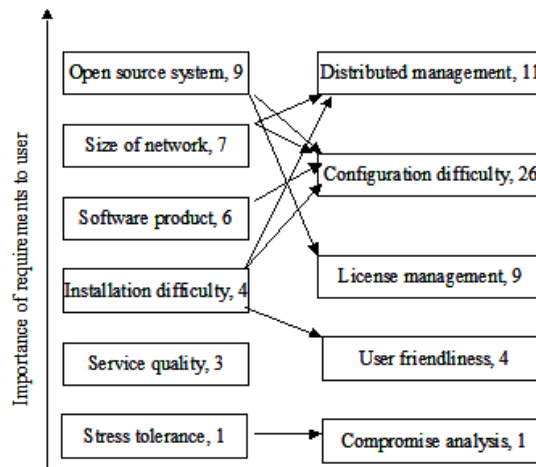 Importance of requirements to user
Open source system, 9
Size of network, 7
Software product, 6
Installation difficulty, 4
Service quality, 3
Stress tolerance, 1
Distributed management, 11
Configuration difficulty, 26
License management, 9
User friendliness, 4
Compromise analysis, 1